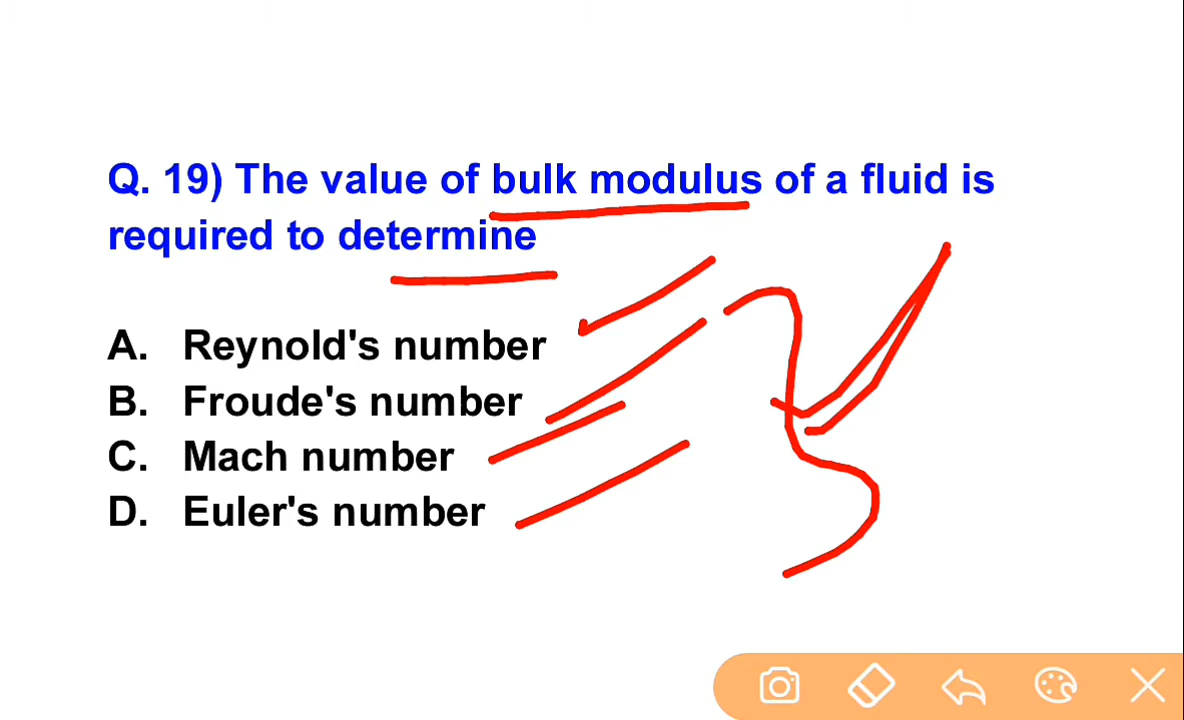 Q. 19) The value of bulk modulus of a fluid is
required to determine
A. Reynold's number
B. Froude's number
C. Mach number
D. Euler's number